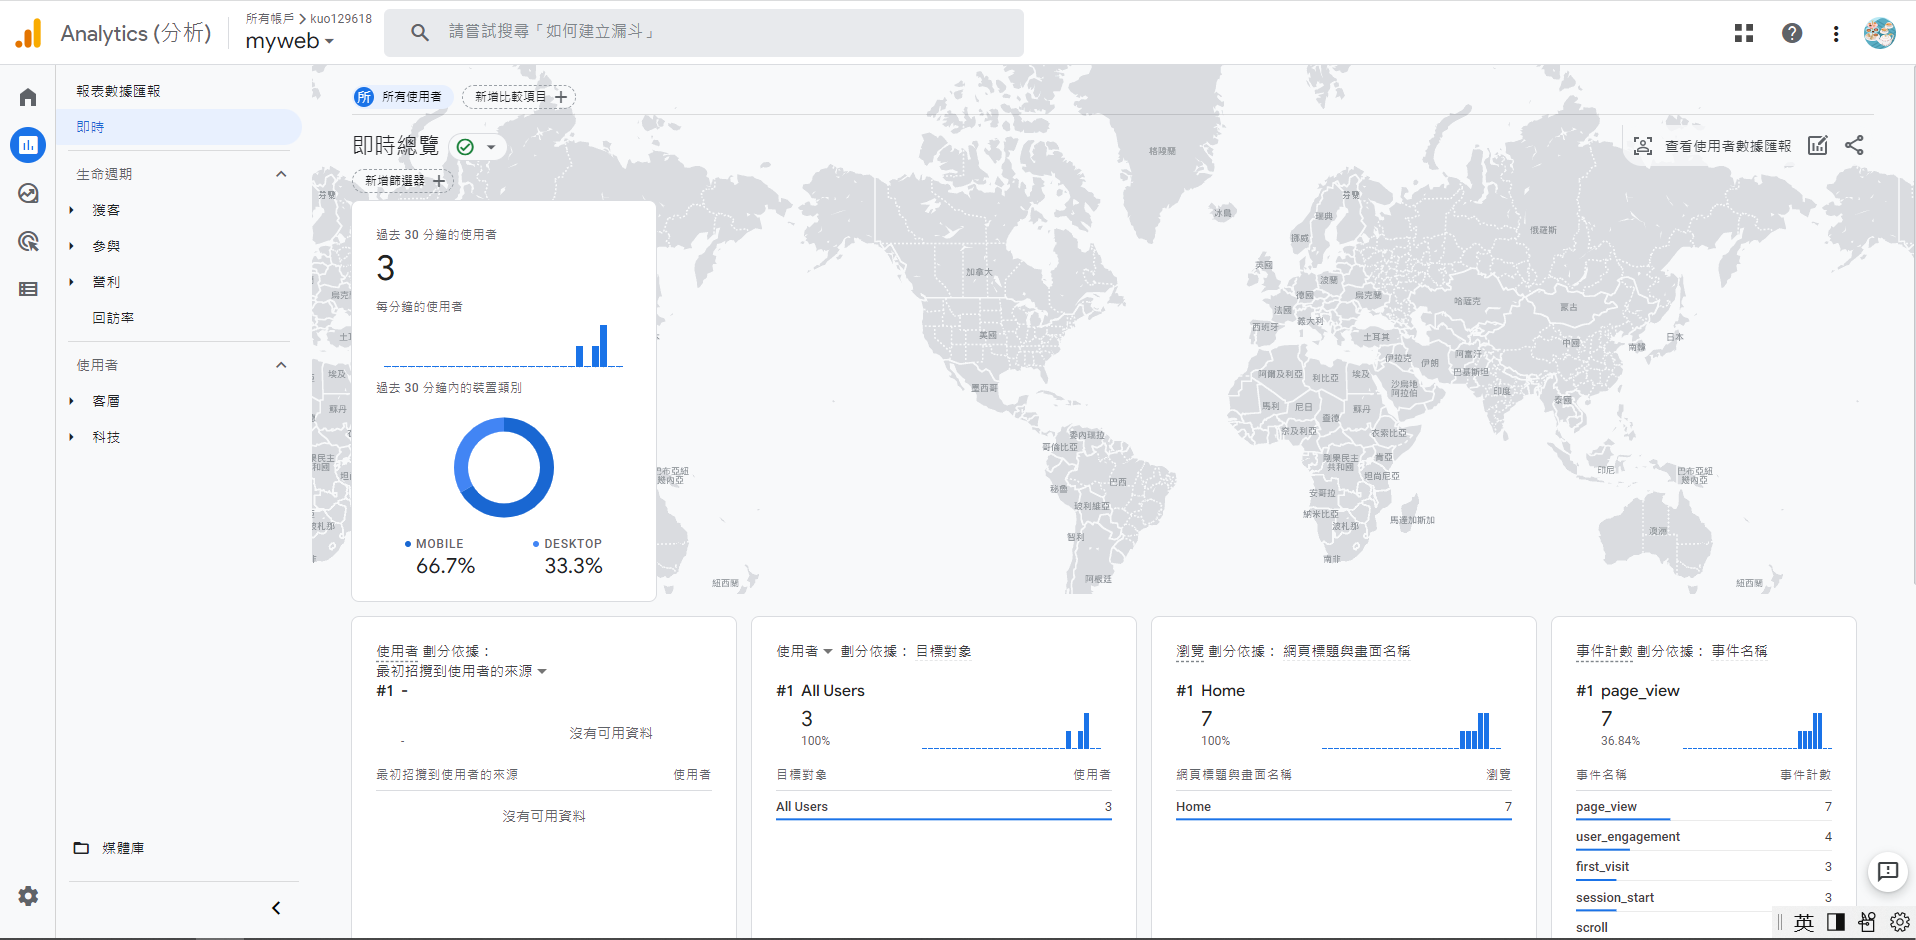 Analytics (分析)
所有帳戶 > kuo129618
myweb
請嘗試搜尋「如何建立漏斗」
報表數據匯報
即時
生命週期
獲客
參與
營利
回訪率
使用者
客層
科技
媒體庫
所 所有使用者
新增比較項目
即時總覽
新增篩選器
查看使用者數據匯報
過去 30 分鐘的使用者
3
每分鐘的使用者
過去 30 分鐘內的裝置類別
MOBILE
66.7%
DESKTOP
33.3%
格陵蘭
冰島
芬蘭
瑞典
挪威
俄羅斯
英國
加拿大
德國
波蘭
烏克蘭
哈薩克
蒙古
法國
義大利
西班牙
土耳其
美國
日本
南韓
中國
伊拉克
伊朗
阿富汗
巴基斯坦
阿爾及利亞
利比亞
埃及
沙烏地
阿拉伯
印度
墨西哥
泰國
馬利
尼日
查德
蘇丹
奈及利亞
衣索比亞
委內瑞拉
哥倫比亞
剛果民主
共和國
肯亞
坦尚尼亞
印尼
巴布亞紐
幾內亞
秘魯
巴西
玻利維亞
安哥拉
納米比亞
波札那
馬達加斯加
澳洲
智利
南非
阿根廷
紐西蘭
芬蘭
埃及
蘇丹
紐西蘭
使用者 劃分依據：
最初招攬到使用者的來源
#1 -
-
沒有可用資料
最初招攬到使用者的來源 使用者
沒有可用資料
使用者 劃分依據： 目標對象
#1 All Users
3
100%
目標對象 使用者
All Users 3
瀏覽 劃分依據： 網頁標題與畫面名稱
#1 Home
7
100%
網頁標題與畫面名稱 瀏覽
Home 7
事件計數 劃分依據： 事件名稱
#1 page_view
7
36.84%
事件名稱 事件計數
page_view 7
user_engagement 4
first_visit 3
session_start 3
scroll
英